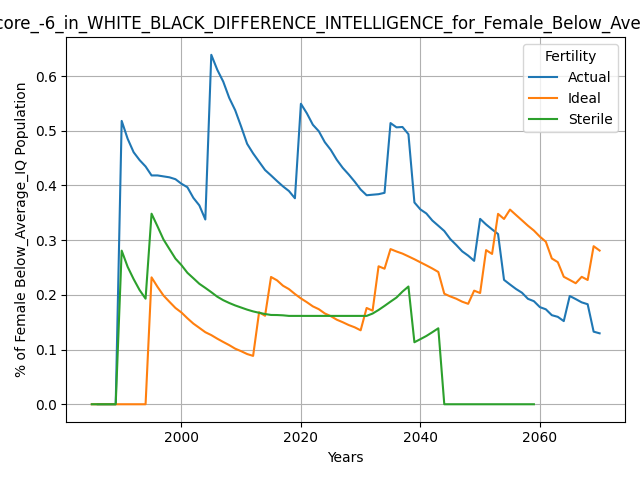 core_-6_in_WHITE_BLACK_DIFFERENCE_INTELLIGENCE_for_Female_Below_Ave
Fertility
Actual
Ideal
Sterile
% of Female Below_Average_IQ Population
0.6
0.5
0.4
0.3
0.2
0.1
0.0
2000 2020 2040 2060
Years